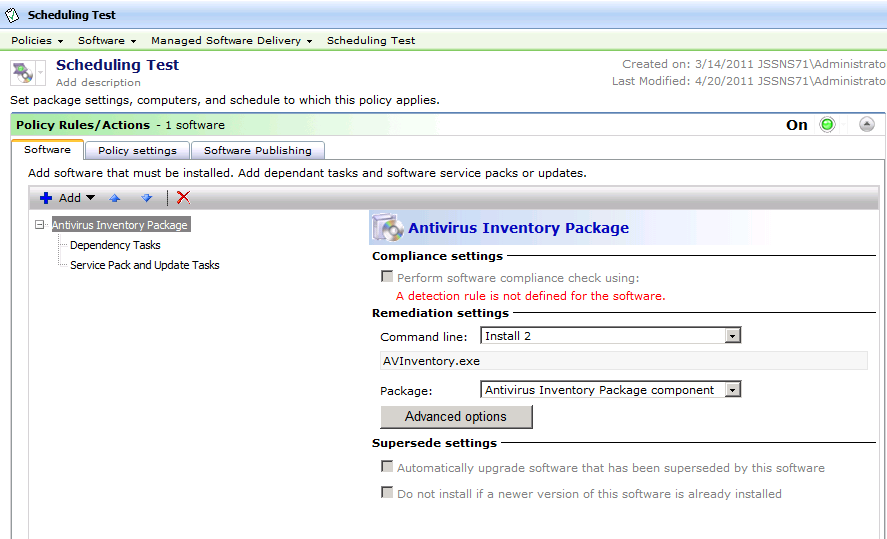 Scheduling Test
Policies Software Managed Software Delivery Scheduling Test
Scheduling Test
Add description
Created on: 3/14/2011 JSSNS71\Administrato
Last Modified: 4/20/2011 JSSNS71\Administrato
Set package settings, computers, and schedule to which this policy applies.
Policy Rules/Actions - 1 software
On
Software Policy settings Software Publishing
Add software that must be installed. Add dependant tasks and software service packs or updates.
Add
Antivirus Inventory Package
Dependency Tasks
Service Pack and Update Tasks
Antivirus Inventory Package
Compliance settings
Perform software compliance check using:
A detection rule is not defined for the software.
Remediation settings
Command line: Install 2
AVInventory.exe
Package: Antivirus Inventory Package component
Advanced options
Supersede settings
Automatically upgrade software that has been superseded by this software
Do not install if a newer version of this software is already installed